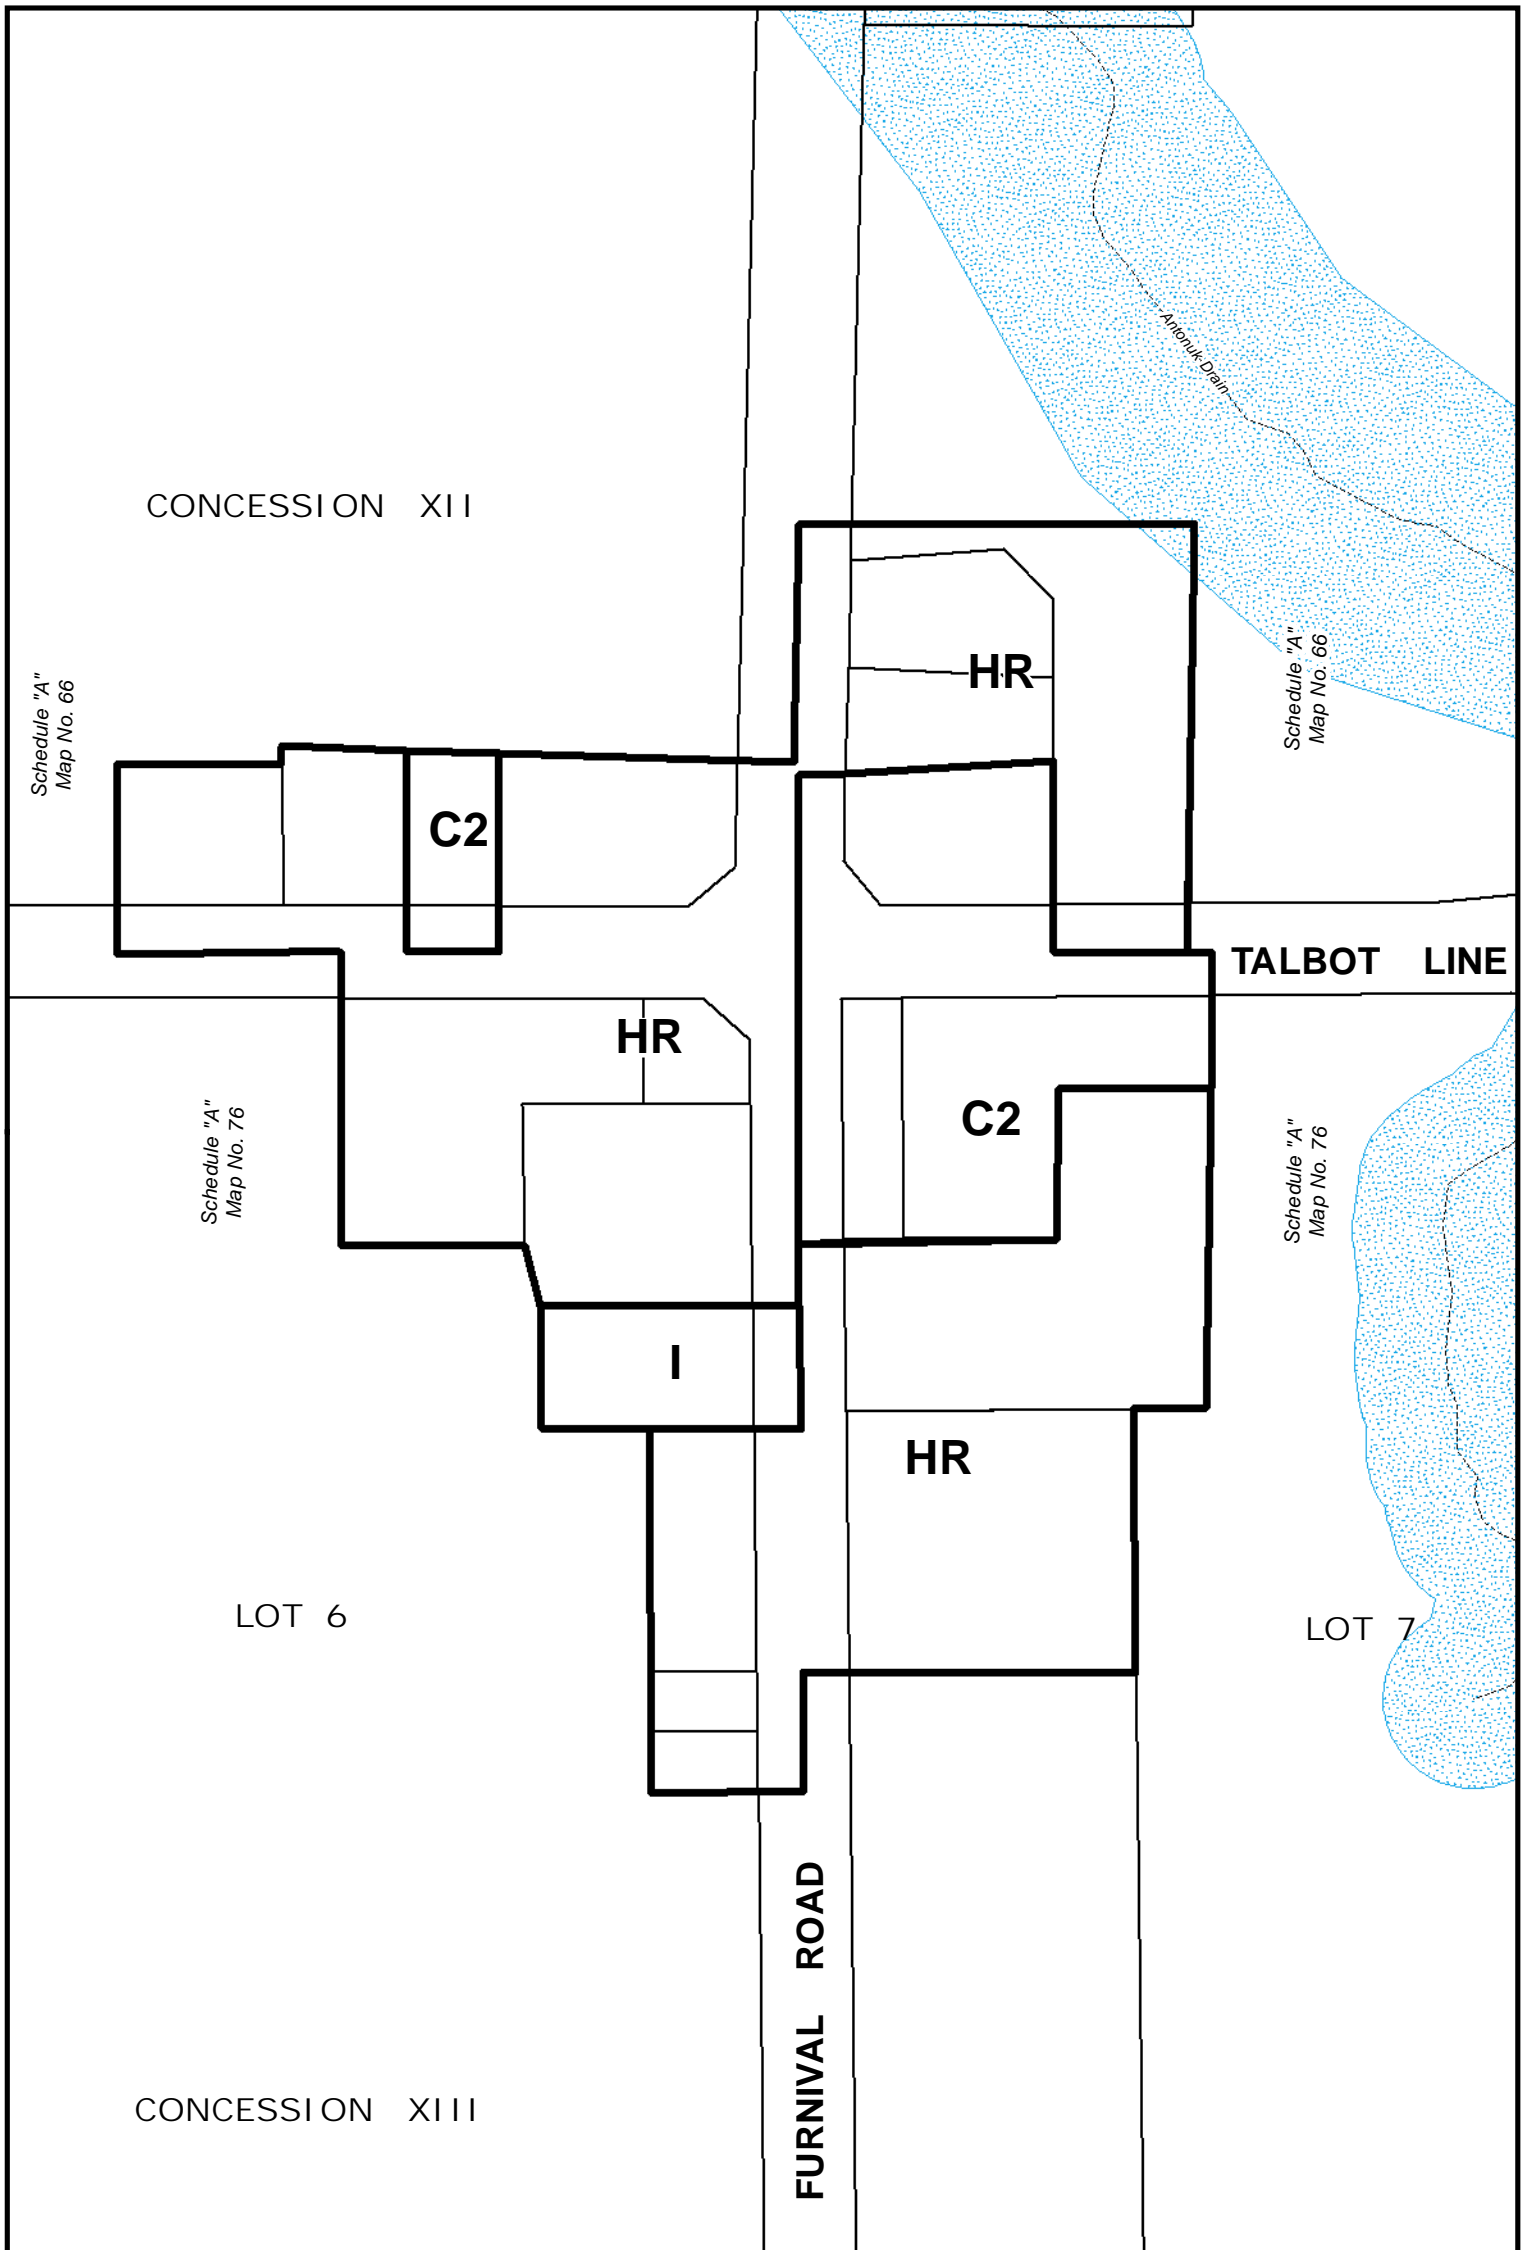 Antonuk Drain
CONCESSION XII
Schedule "A"
Map No. 66
HR
Schedule "A"
Map No. 66
C2
TALBOT LINE
HR
C2
Schedule "A"
Map No. 76
Schedule "A"
Map No. 76
I
HR
LOT 6
LOT 7
FURNIVAL ROAD
CONCESSION XIII